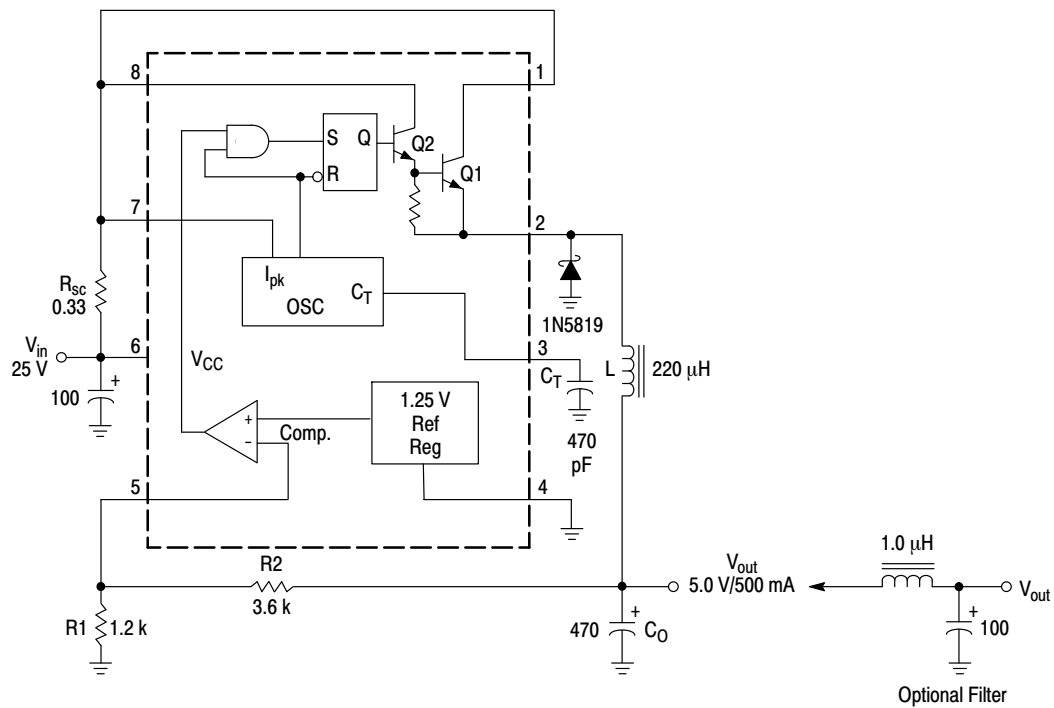 8
1
S
Q
Q2
R
Q1
7
2
Ipk
CT
OSC
Rsc
0.33
1N5819
Vin
25 V
6
VCC
3
CT
L
220 μH
100
+
1.25 V
Ref
Reg
+
−
Comp.
470
pF
5
4
R2
3.6 k
Vout
5.0 V/500 mA
1.0 μH
Vout
R1
1.2 k
470
+
CO
+
100
Optional Filter